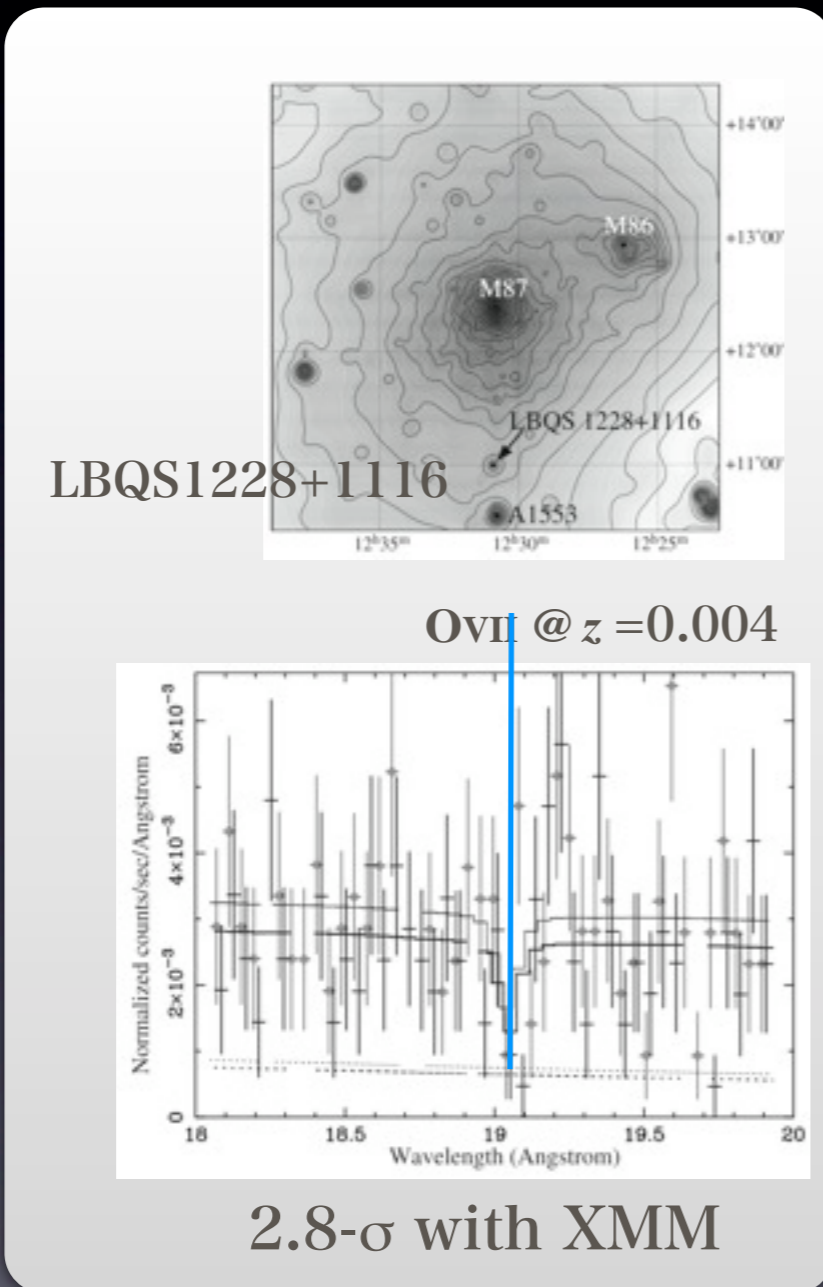 +14°00'
+13°00'
M86
M87
+12°00'
LBQS 1228+1116
+11°00'
LBQS1228+1116
A1553
12ʰ35ᵐ 12ʰ30ᵐ 12ʰ25ᵐ
OVIII @ z =0.004
Normalized counts/sec/Angstrom
6×10⁻³
4×10⁻³
2×10⁻³
0
18 18.5 19 19.5 20
Wavelength (Angstrom)
2.8-σ with XMM